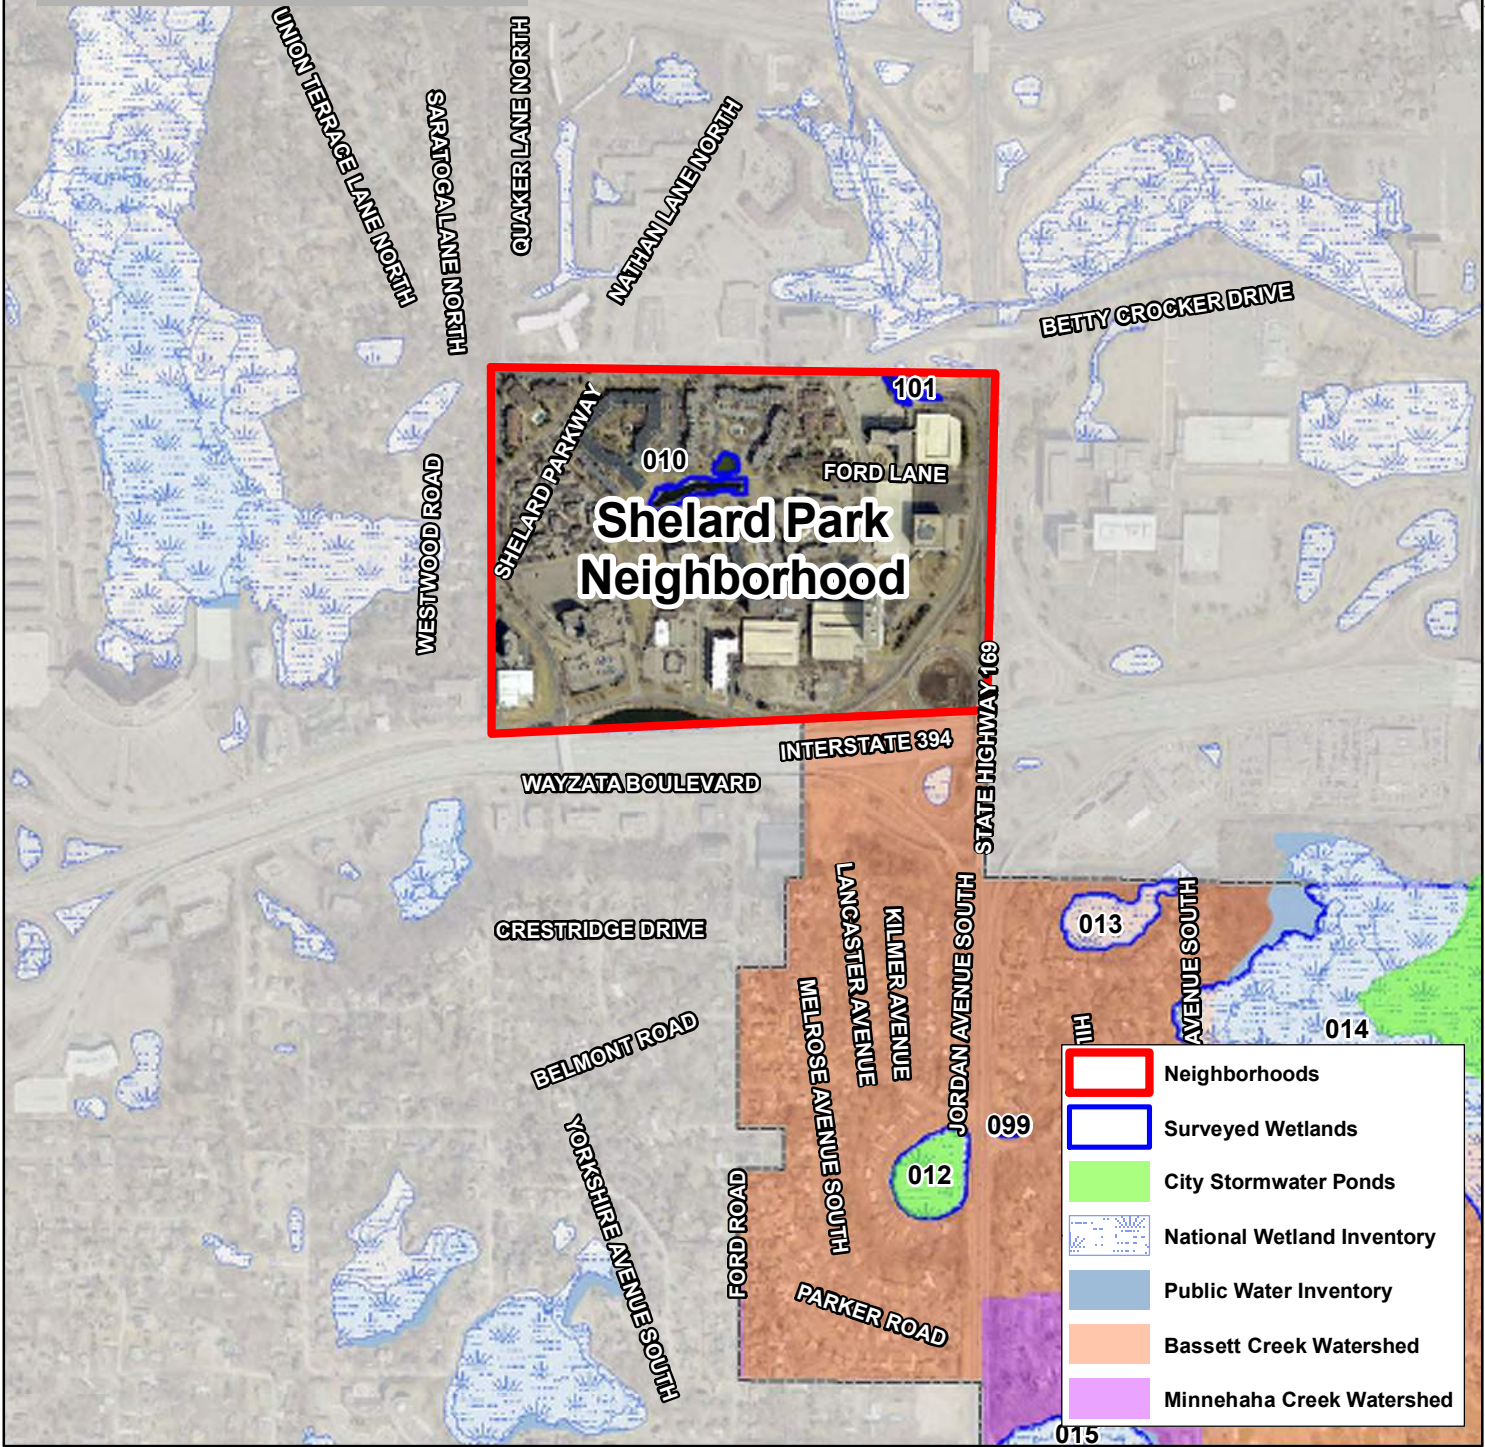 UNION TERRACE LANE NORTH
SARATOGA LANE NORTH
QUAKER LANE NORTH
NATHAN LANE NORTH
BETTY CROCKER DRIVE
101
SHELARD PARKWAY
010
FORD LANE
Shelard Park
Neighborhood
WESTWOOD ROAD
STATE HIGHWAY 169
INTERSTATE 394
WAYZATA BOULEVARD
LANCASTER AVENUE
KILMER AVENUE
JORDAN AVENUE SOUTH
013
AVENUE SOUTH
CRESTRIDGE DRIVE
MELROSE AVENUE SOUTH
BELMONT ROAD
014
099
012
YORKSHIRE AVENUE SOUTH
FORD ROAD
PARKER ROAD
015
Neighborhoods
Surveyed Wetlands
City Stormwater Ponds
National Wetland Inventory
Public Water Inventory
Bassett Creek Watershed
Minnehaha Creek Watershed